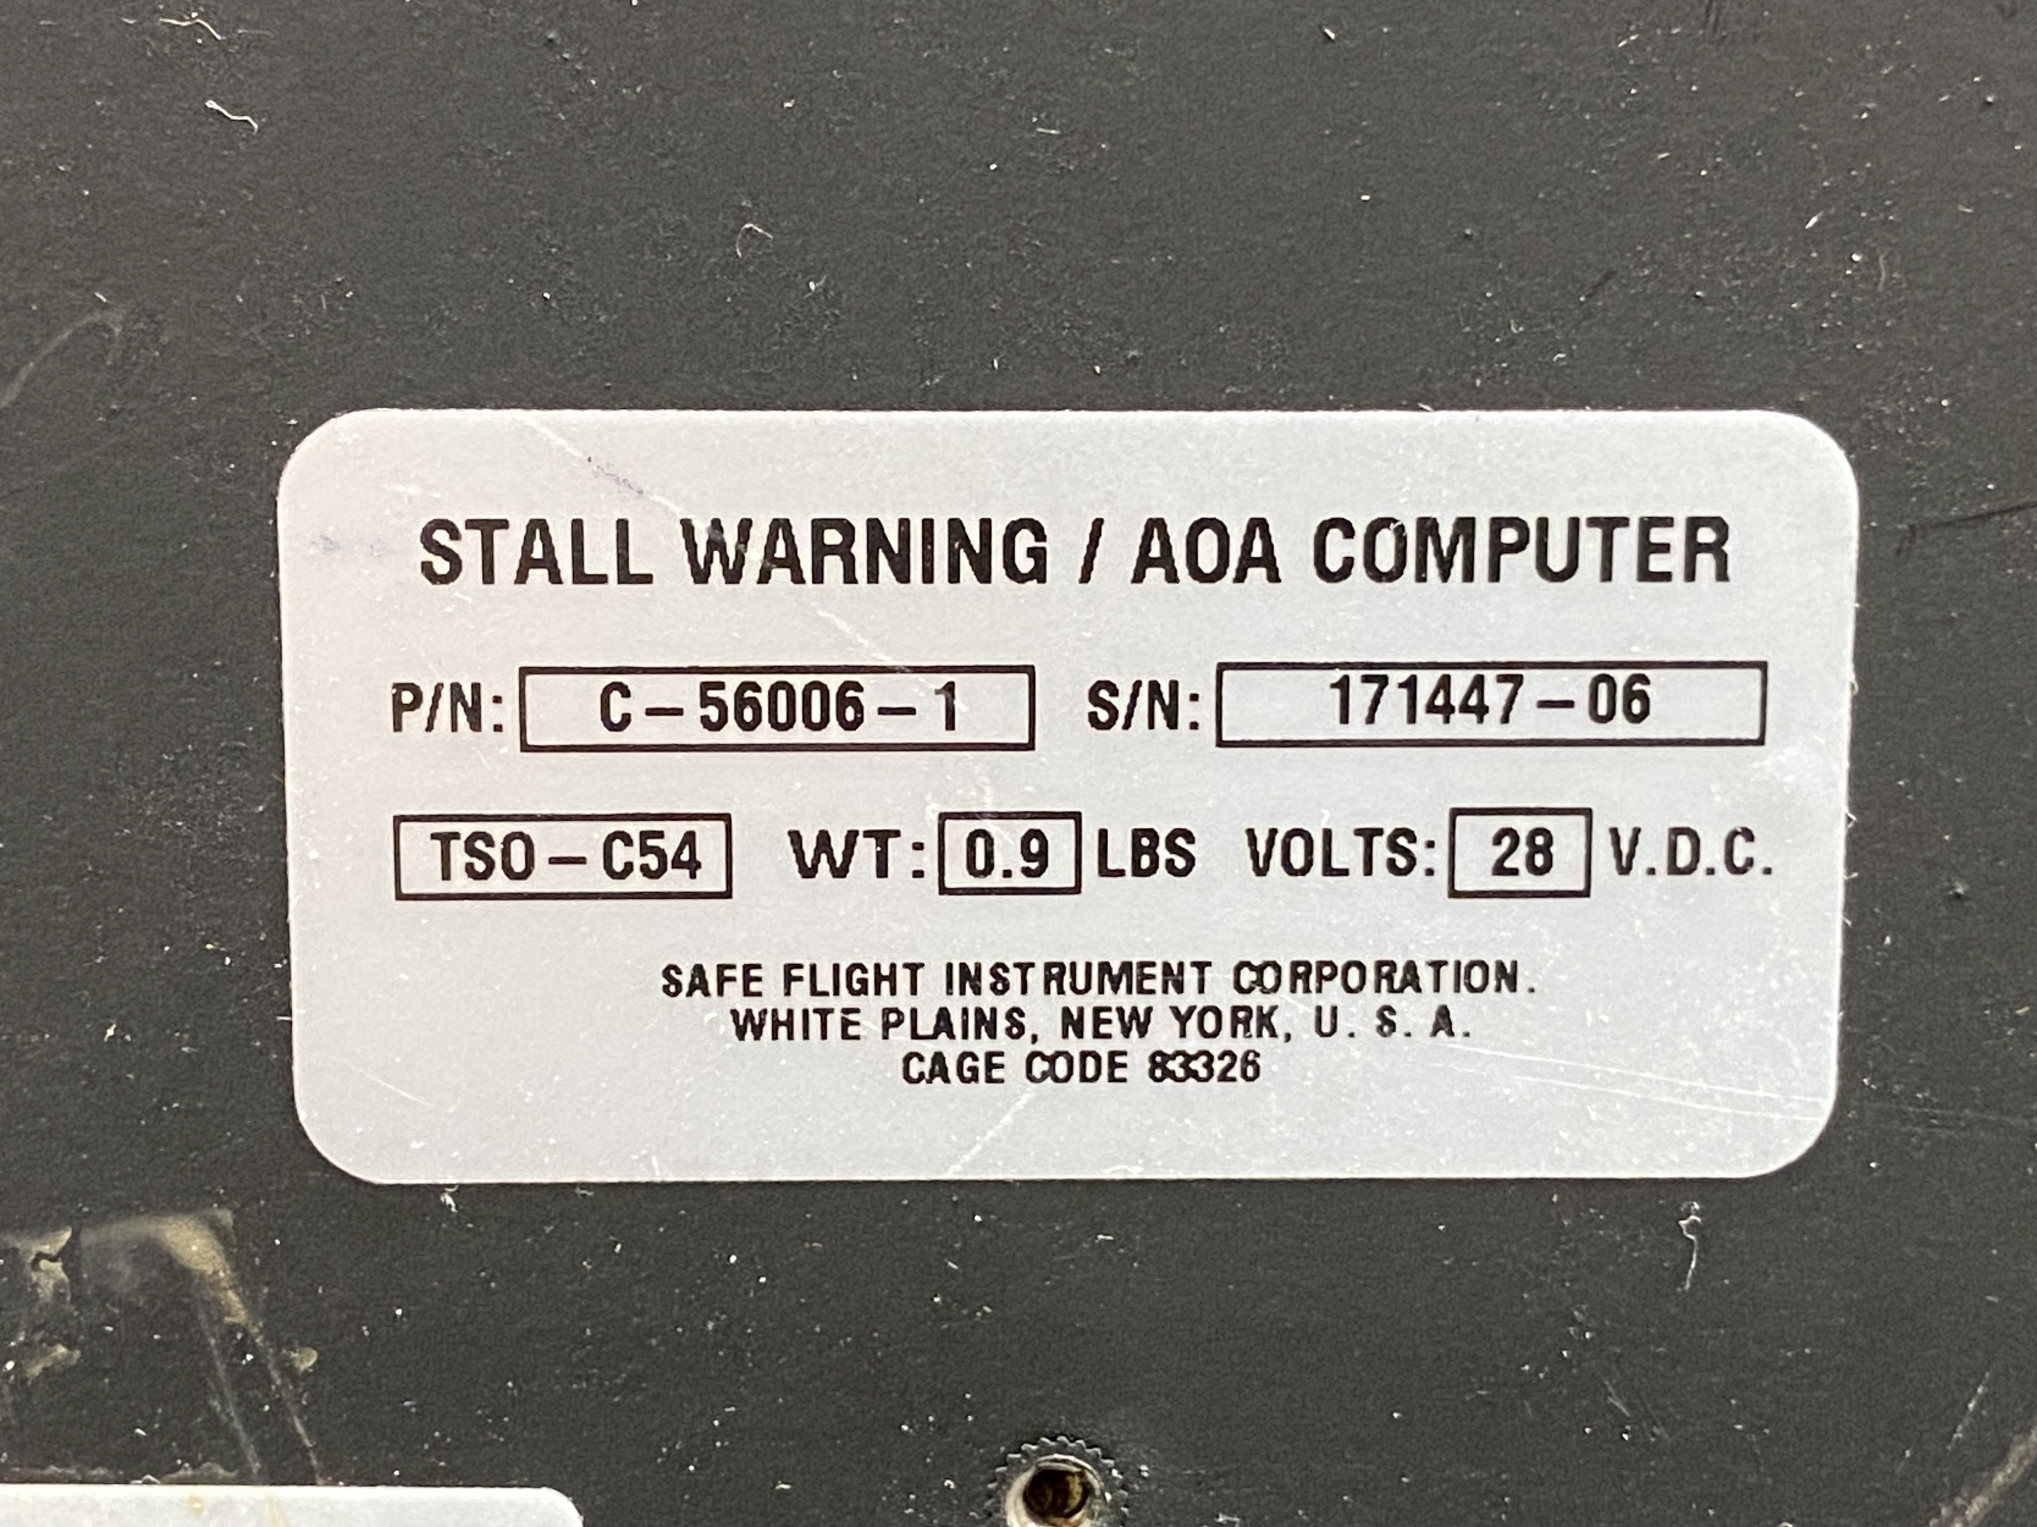 STALL WARNING / AOA COMPUTER
P/N: C-56006-1 S/N: 171447-06
TSO-C54 WT: 0.9 LBS VOLTS: 28 V.D.C.
SAFE FLIGHT INSTRUMENT CORPORATION.
WHITE PLAINS, NEW YORK, U. S. A.
CAGE CODE 83326